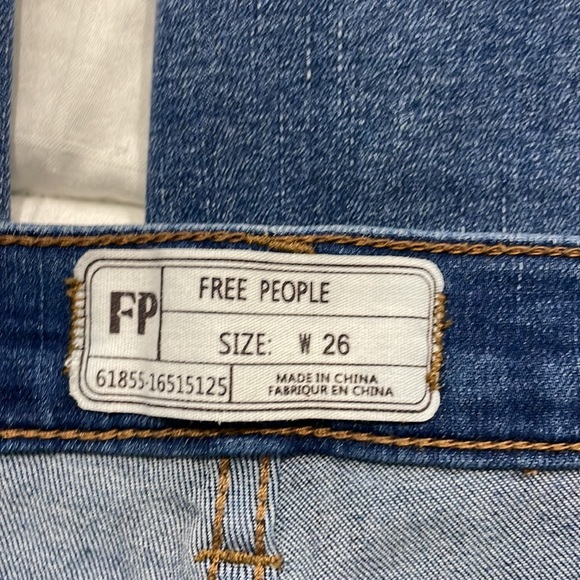 FP
FREE PEOPLE
SIZE: W 26
61855-16515125
MADE IN CHINA
FABRIQUR EN CHINA